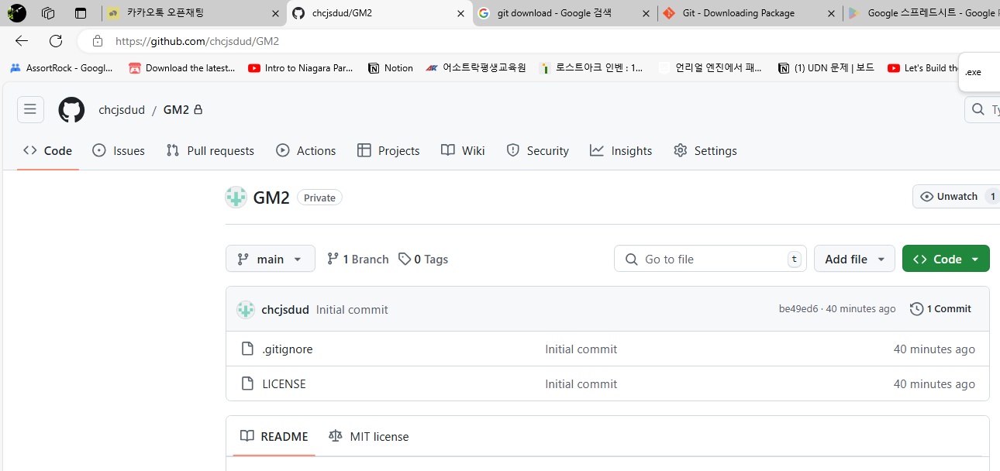 카카오톡 오픈채팅
chcjsdud/GM2
git download - Google 검색
Git - Downloading Package
Google 스프레드시트 - Google
https://github.com/chcjsdud/GM2
AssortRock - Googl...
Download the latest...
Intro to Niagara Par...
Notion
어소트락평생교육원
로스트아크 인벤 : 1...
언리얼 엔진에서 패...
(1) UDN 문제 | 보드
Let's Build th
.exe
chcjsdud / GM2
Ty
Code
Issues
Pull requests
Actions
Projects
Wiki
Security
Insights
Settings
GM2 Private
Unwatch 1
main
1 Branch
0 Tags
Go to file t
Add file
Code
chcjsdud Initial commit
be49ed6 · 40 minutes ago
1 Commit
.gitignore
Initial commit
40 minutes ago
LICENSE
Initial commit
40 minutes ago
README
MIT license